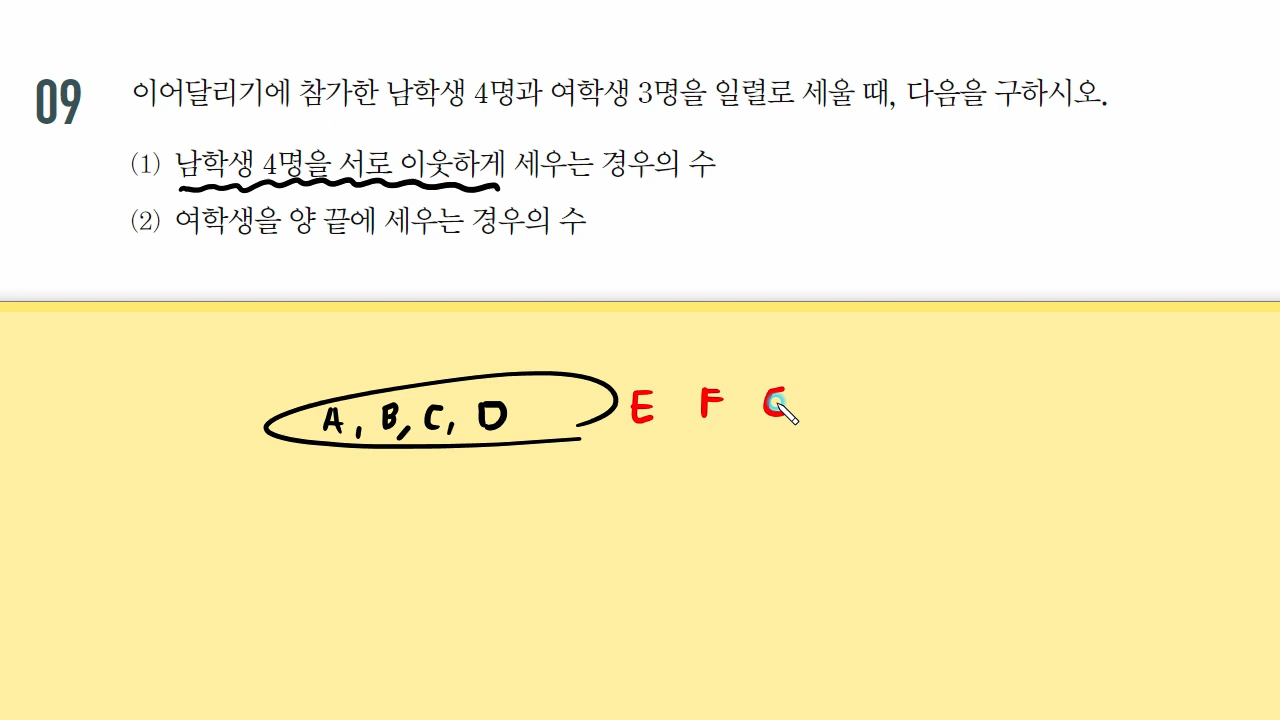 09 이어달리기에 참가한 남학생 4명과 여학생 3명을 일렬로 세울 때, 다음을 구하시오.
(1) 남학생 4명을 서로 이웃하게 세우는 경우의 수
(2) 여학생을 양 끝에 세우는 경우의 수
A, B, C, D E F G